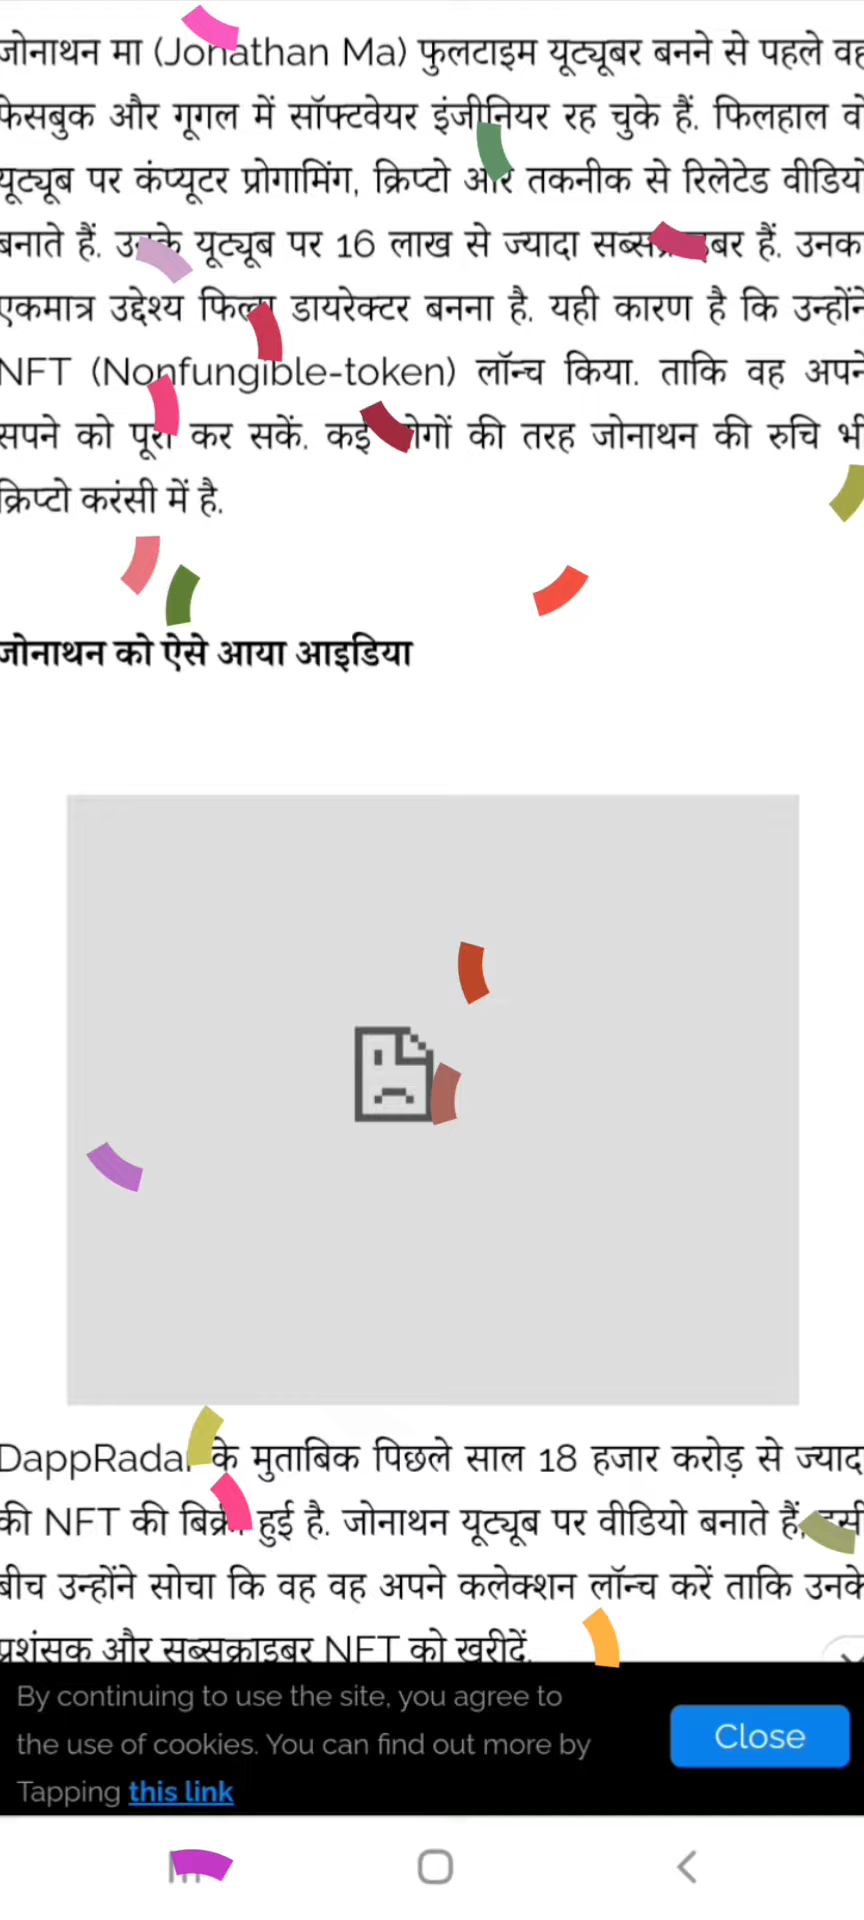 जोनाथन मा (Jonathan Ma) फुलटाइम यूट्यूबर बनने से पहले वह
फेसबुक और गूगल में सॉफ्टवेयर इंजीनियर रह चुके हैं. फिलहाल वो
यूट्यूब पर कंप्यूटर प्रोगामिंग, क्रिप्टो और तकनीक से रिलेटेड वीडियो
बनाते हैं. उनके यूट्यूब पर 16 लाख से ज्यादा सब्सक्राइबर हैं. उनका
एकमात्र उद्देश्य फिल्म डायरेक्टर बनना है. यही कारण है कि उन्होंने
NFT (Nonfungible-token) लॉन्च किया. ताकि वह अपने
सपने को पूरा कर सकें. कई लोगों की तरह जोनाथन की रुचि भी
क्रिप्टो करंसी में है.
जोनाथन को ऐसे आया आइडिया
DappRadar के मुताबिक पिछले साल 18 हजार करोड़ से ज्यादा
की NFT की बिक्री हुई है. जोनाथन यूट्यूब पर वीडियो बनाते हैं, इसी
बीच उन्होंने सोचा कि वह वह अपने कलेक्शन लॉन्च करें ताकि उनके
प्रशंसक और सब्सक्राइबर NFT को खरीदें.
By continuing to use the site, you agree to
the use of cookies. You can find out more by
Close
Tapping this link